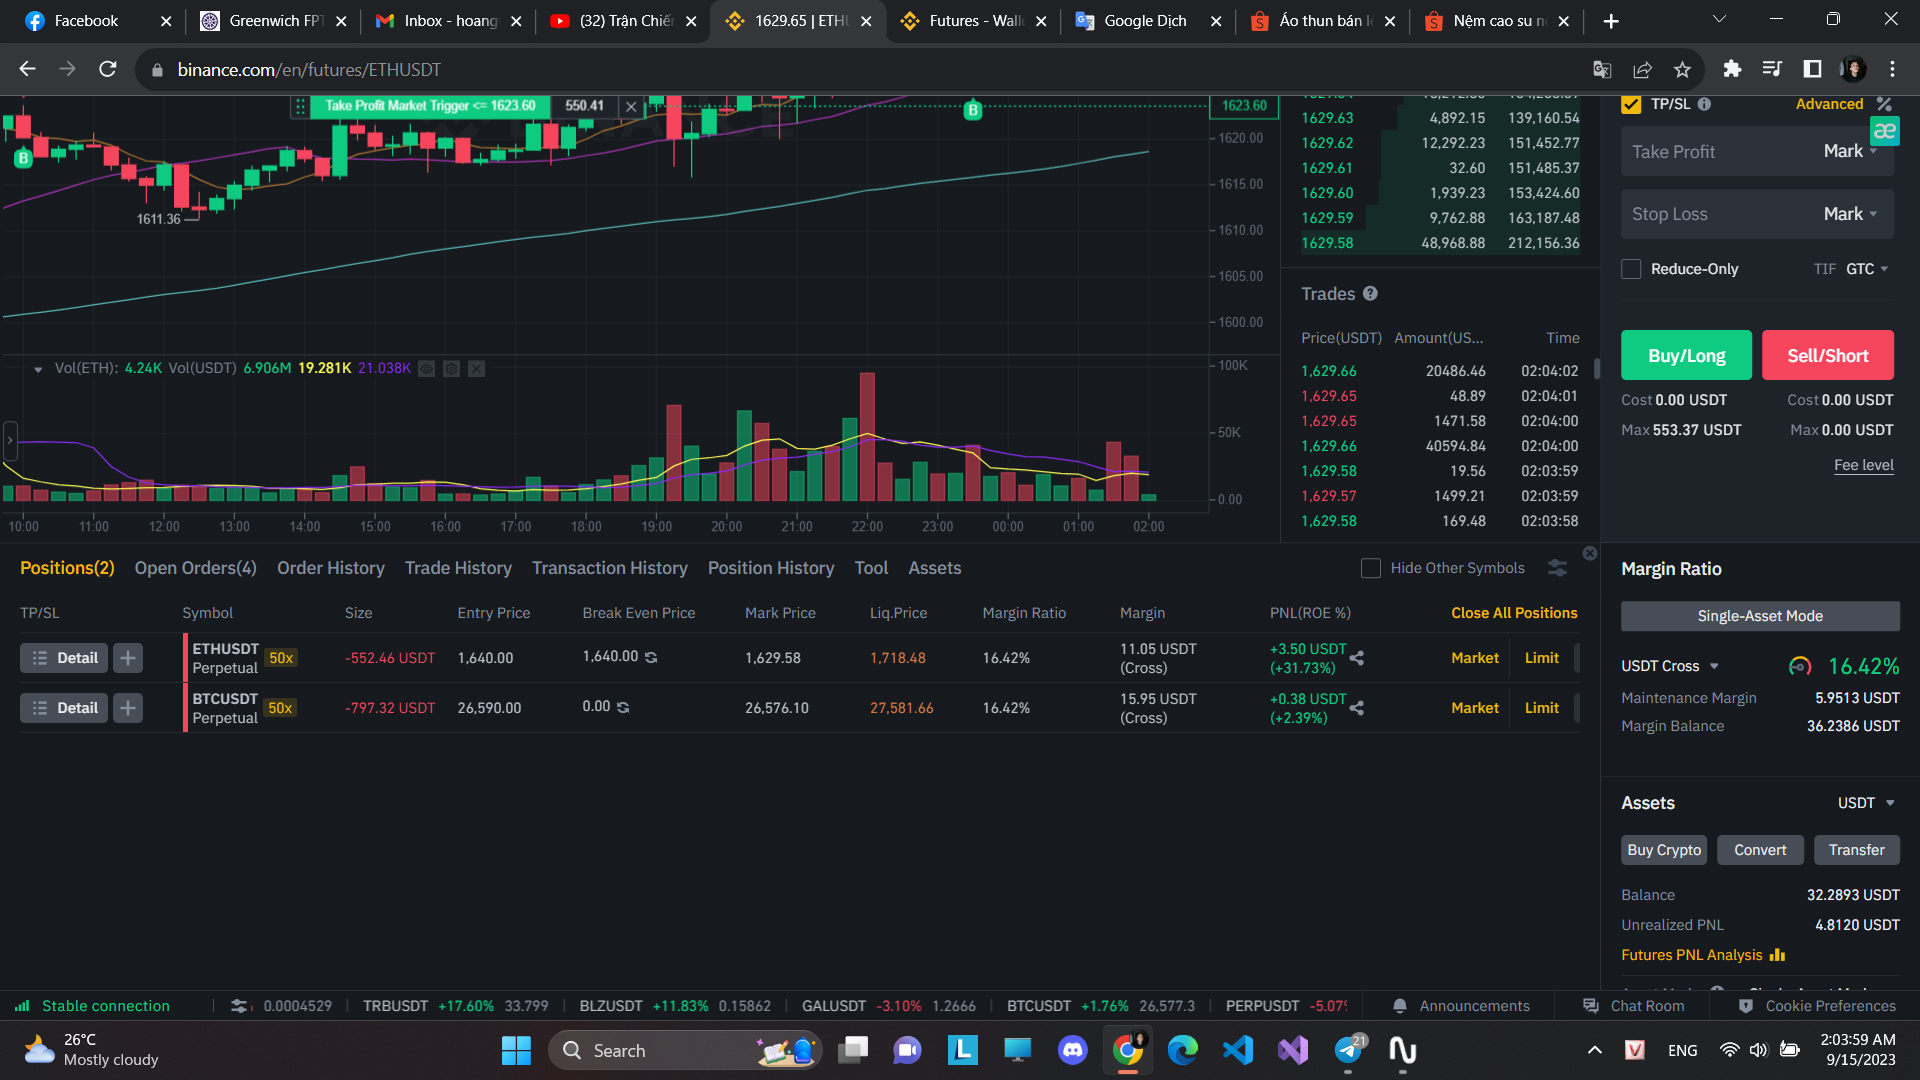 Facebook
Greenwich FPT
Inbox - hoang
(32) Trận Chiến
1629.65 | ETHU
Futures - Walle
Google Dịch
Áo thun bán lẻ
Nệm cao su n
binance.com/en/futures/ETHUSDT
Take Profit Market Trigger <= 1623.60 550.41
B
B
1611.36
1623.60
1620.00
1615.00
1610.00
1605.00
1600.00
Vol(ETH): 4.24K Vol(USDT) 6.906M 19.281K 21.038K
100K
50K
0.00
10:00 11:00 12:00 13:00 14:00 15:00 16:00 17:00 18:00 19:00 20:00 21:00 22:00 23:00 00:00 01:00 02:00
1629.63 4,892.15 139,160.54
1629.62 12,292.23 151,452.77
1629.61 32.60 151,485.37
1629.60 1,939.23 153,424.60
1629.59 9,762.88 163,187.48
1629.58 48,968.88 212,156.36
Trades
Price(USDT) Amount(US... Time
1,629.66 20486.46 02:04:02
1,629.65 48.89 02:04:01
1,629.65 1471.58 02:04:00
1,629.66 40594.84 02:04:00
1,629.58 19.56 02:03:59
1,629.57 1499.21 02:03:59
1,629.58 169.48 02:03:58
TP/SL Advanced
æ
Take Profit Mark
Stop Loss Mark
Reduce-Only TIF GTC
Buy/Long Sell/Short
Cost 0.00 USDT Cost 0.00 USDT
Max 553.37 USDT Max 0.00 USDT
Fee level
Positions(2) Open Orders(4) Order History Trade History Transaction History Position History Tool Assets Hide Other Symbols
TP/SL Symbol Size Entry Price Break Even Price Mark Price Liq.Price Margin Ratio Margin PNL(ROE %) Close All Positions
Detail ETHUSDT Perpetual 50x -552.46 USDT 1,640.00 1,640.00 1,629.58 1,718.48 16.42% 11.05 USDT (Cross) +3.50 USDT (+31.73%) Market Limit
Detail BTCUSDT Perpetual 50x -797.32 USDT 26,590.00 0.00 26,576.10 27,581.66 16.42% 15.95 USDT (Cross) +0.38 USDT (+2.39%) Market Limit
Margin Ratio
Single-Asset Mode
USDT Cross 16.42%
Maintenance Margin 5.9513 USDT
Margin Balance 36.2386 USDT
Assets USDT
Buy Crypto Convert Transfer
Balance 32.2893 USDT
Unrealized PNL 4.8120 USDT
Futures PNL Analysis
Stable connection 0.0004529 TRBUSDT +17.60% 33.799 BLZUSDT +11.83% 0.15862 GALUSDT -3.10% 1.2666 BTCUSDT +1.76% 26,577.3 PERPUSDT -5.07 Announcements Chat Room Cookie Preferences
26°C
Mostly cloudy
Search
21
ENG
2:03:59 AM
9/15/2023